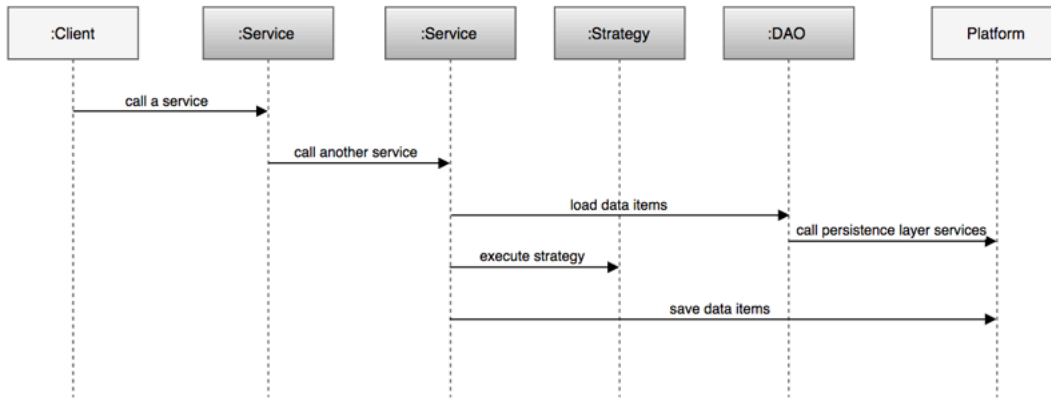 :Client
:Service
:Service
:Strategy
:DAO
Platform
call a service
call another service
load data items
call persistence layer services
execute strategy
save data items